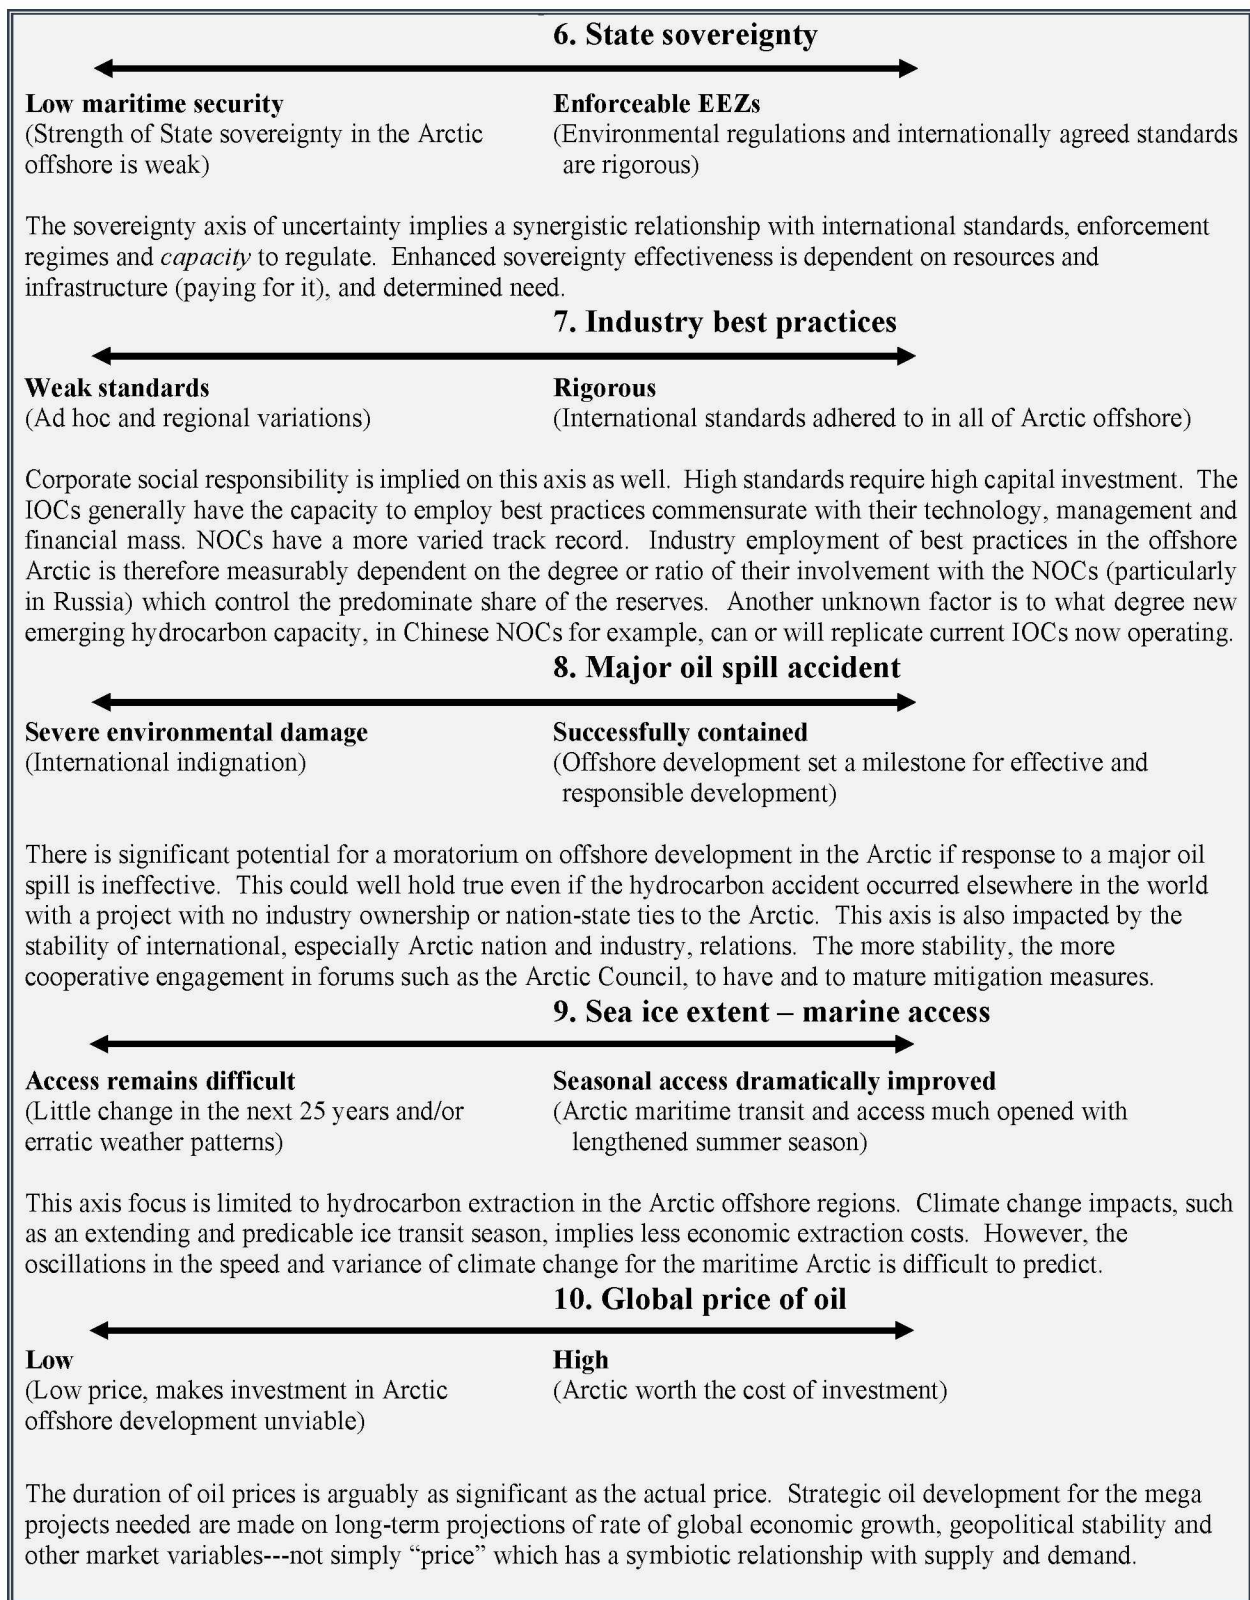 6. State sovereignty
Low maritime security
(Strength of State sovereignty in the Arctic
offshore is weak)
Enforceable EEZs
(Environmental regulations and internationally agreed standards
are rigorous)
The sovereignty axis of uncertainty implies a synergistic relationship with international standards, enforcement
regimes and capacity to regulate. Enhanced sovereignty effectiveness is dependent on resources and
infrastructure (paying for it), and determined need.
7. Industry best practices
Weak standards
(Ad hoc and regional variations)
Rigorous
(International standards adhered to in all of Arctic offshore)
Corporate social responsibility is implied on this axis as well. High standards require high capital investment. The
IOCs generally have the capacity to employ best practices commensurate with their technology, management and
financial mass. NOCs have a more varied track record. Industry employment of best practices in the offshore
Arctic is therefore measurably dependent on the degree or ratio of their involvement with the NOCs (particularly
in Russia) which control the predominate share of the reserves. Another unknown factor is to what degree new
emerging hydrocarbon capacity, in Chinese NOCs for example, can or will replicate current IOCs now operating.
8. Major oil spill accident
Severe environmental damage
(International indignation)
Successfully contained
(Offshore development set a milestone for effective and
responsible development)
There is significant potential for a moratorium on offshore development in the Arctic if response to a major oil
spill is ineffective. This could well hold true even if the hydrocarbon accident occurred elsewhere in the world
with a project with no industry ownership or nation-state ties to the Arctic. This axis is also impacted by the
stability of international, especially Arctic nation and industry, relations. The more stability, the more
cooperative engagement in forums such as the Arctic Council, to have and to mature mitigation measures.
9. Sea ice extent – marine access
Access remains difficult
(Little change in the next 25 years and/or
erratic weather patterns)
Seasonal access dramatically improved
(Arctic maritime transit and access much opened with
lengthened summer season)
This axis focus is limited to hydrocarbon extraction in the Arctic offshore regions. Climate change impacts, such
as an extending and predicable ice transit season, implies less economic extraction costs. However, the
oscillations in the speed and variance of climate change for the maritime Arctic is difficult to predict.
10. Global price of oil
Low
(Low price, makes investment in Arctic
offshore development unviable)
High
(Arctic worth the cost of investment)
The duration of oil prices is arguably as significant as the actual price. Strategic oil development for the mega
projects needed are made on long-term projections of rate of global economic growth, geopolitical stability and
other market variables---not simply “price” which has a symbiotic relationship with supply and demand.